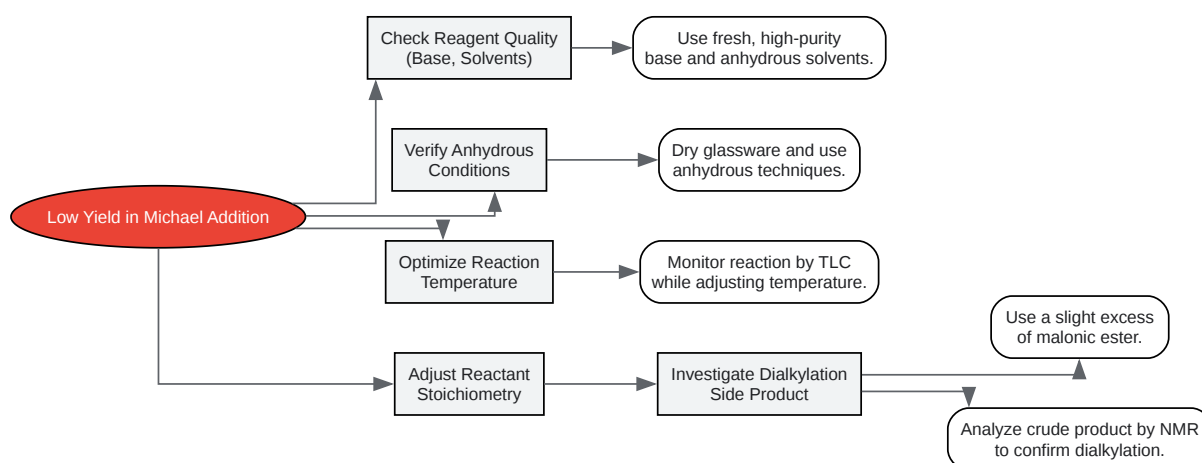 Check Reagent Quality
(Base, Solvents)
Use fresh, high-purity
base and anhydrous solvents.
Verify Anhydrous
Conditions
Dry glassware and use
anhydrous techniques.
Low Yield in Michael Addition
Optimize Reaction
Temperature
Monitor reaction by TLC
while adjusting temperature.
Adjust Reactant
Stoichiometry
Investigate Dialkylation
Side Product
Use a slight excess
of malonic ester.
Analyze crude product by NMR
to confirm dialkylation.